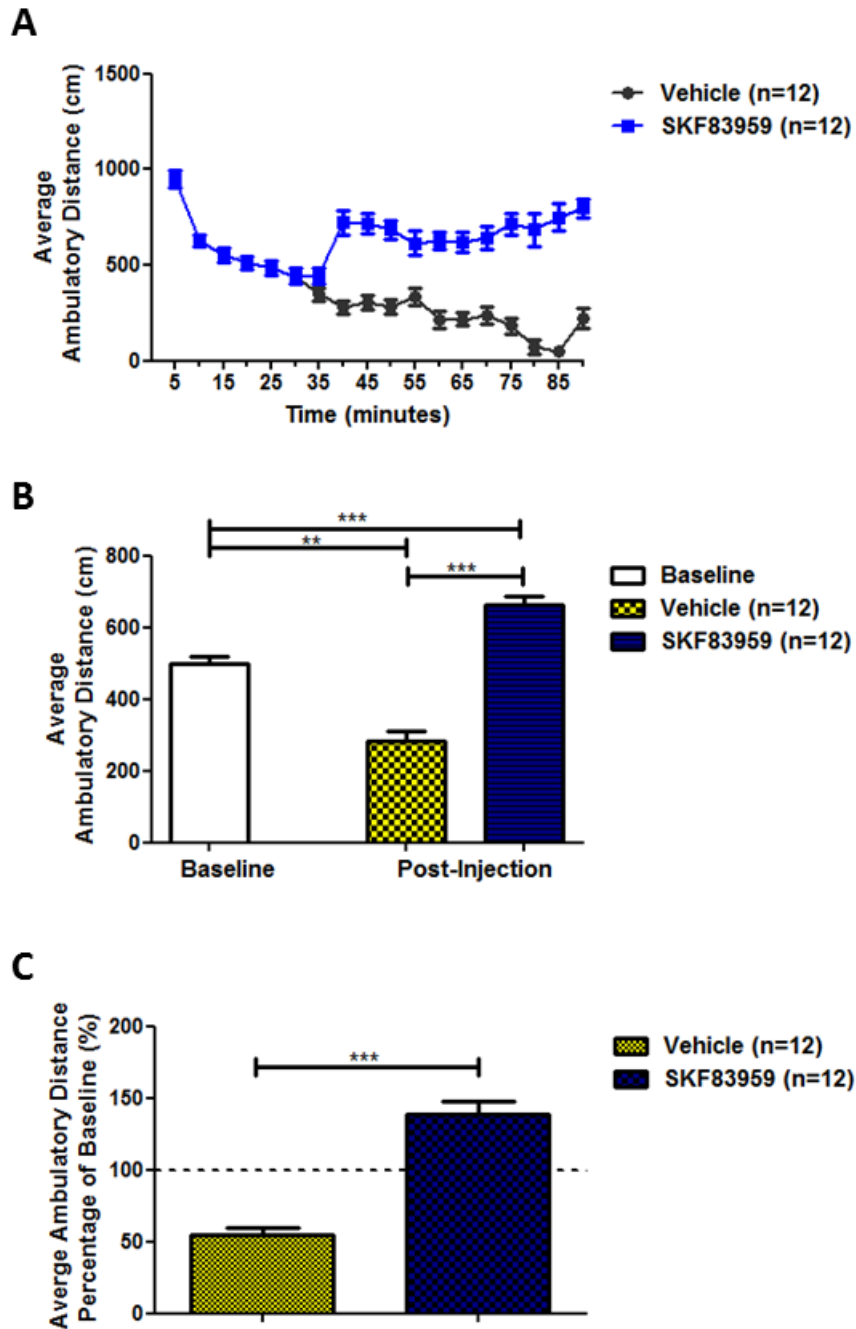 A
Average
Ambulatory Distance (cm)
1500
1000
500
0
5 15 25 35 45 55 65 75 85
Time (minutes)
Vehicle (n=12)
SKF83959 (n=12)
B
Average
Ambulatory Distance (cm)
800
600
400
200
0
***
**
***
Baseline Post-Injection
Baseline
Vehicle (n=12)
SKF83959 (n=12)
C
Averge Ambulatory Distance
Percentage of Baseline (%)
200
150
100
50
0
***
Vehicle (n=12)
SKF83959 (n=12)